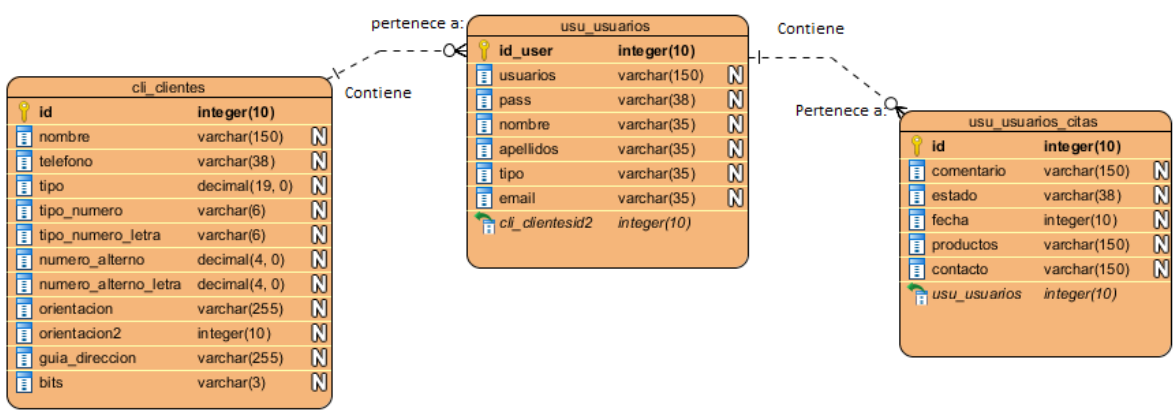 cli_clientes
id integer(10)
nombre varchar(150) N
telefono varchar(38) N
tipo decimal(19, 0) N
tipo_numero varchar(6) N
tipo_numero_letra varchar(6) N
numero_alterno decimal(4, 0) N
numero_alterno_letra decimal(4, 0) N
orientacion varchar(255) N
orientacion2 integer(10) N
guia_direccion varchar(255) N
bits varchar(3) N
pertenece a:
Contiene
usu_usuarios
id_user integer(10)
usuarios varchar(150) N
pass varchar(38) N
nombre varchar(35) N
apellidos varchar(35) N
tipo varchar(35) N
email varchar(35) N
cli_clientesid2 integer(10)
Contiene
Pertenece a:
usu_usuarios_citas
id integer(10)
comentario varchar(150) N
estado varchar(38) N
fecha integer(10) N
productos varchar(150) N
contacto varchar(150) N
usu_usuarios integer(10)